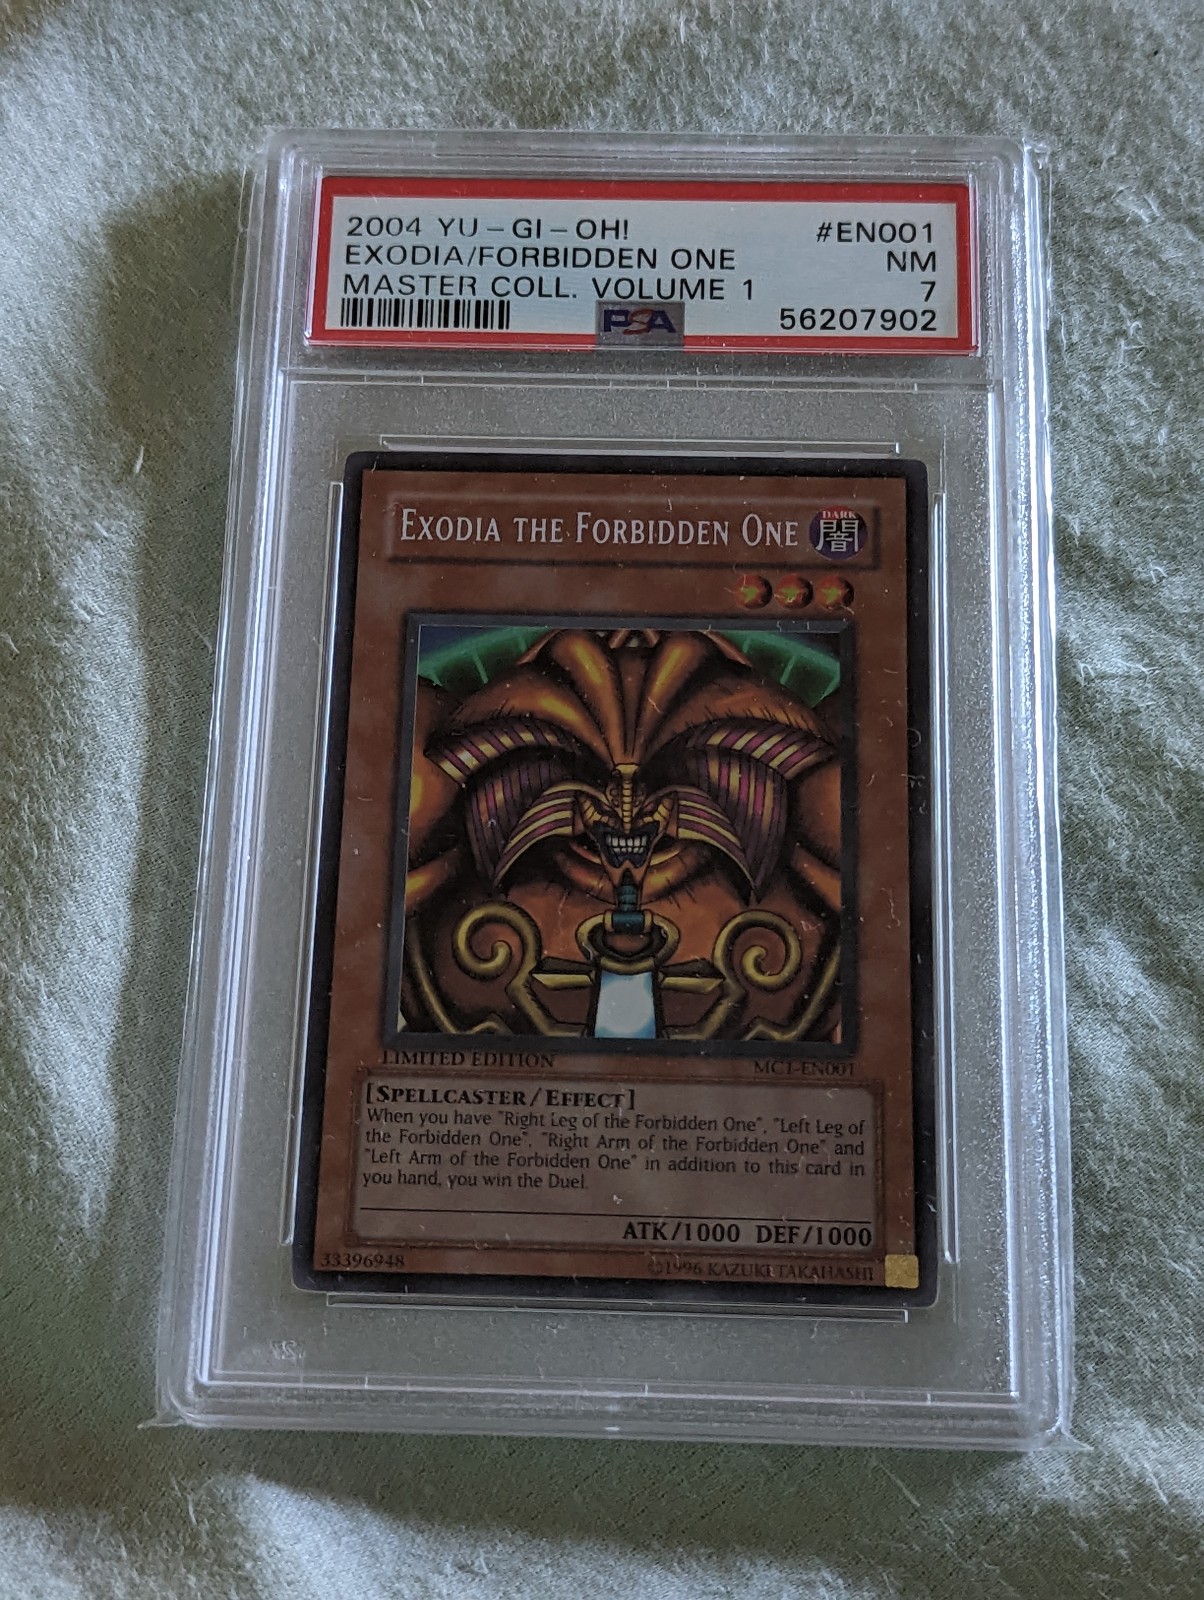 2004 YU-GI-OH! #EN001
EXODIA/FORBIDDEN ONE NM
MASTER COLL. VOLUME 1 7
PSA 56207902
EXODIA THE FORBIDDEN ONE
DARK
闇
LIMITED EDITION MC1-EN001
[SPELLCASTER/EFFECT]
When you have "Right Leg of the Forbidden One", "Left Leg of
the Forbidden One", "Right Arm of the Forbidden One" and
"Left Arm of the Forbidden One" in addition to this card in
you hand, you win the Duel.
ATK/1000 DEF/1000
33396948 ©1996 KAZUKI TAKAHASHI